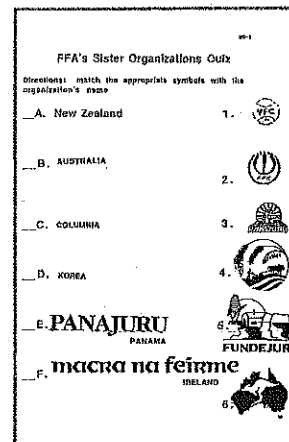 FFA's Sister Organizations Quiz
Directions: match the appropriate symbols with the
organization's name
__A. New Zealand
1.
YFC
__B. AUSTRALIA
2.
__C. COLUMBIA
3.
__D. KOREA
4.
__E. PANAJURU
PANAMA
5.
FUNDEJUR
__F. macra na feirme
IRELAND
6.